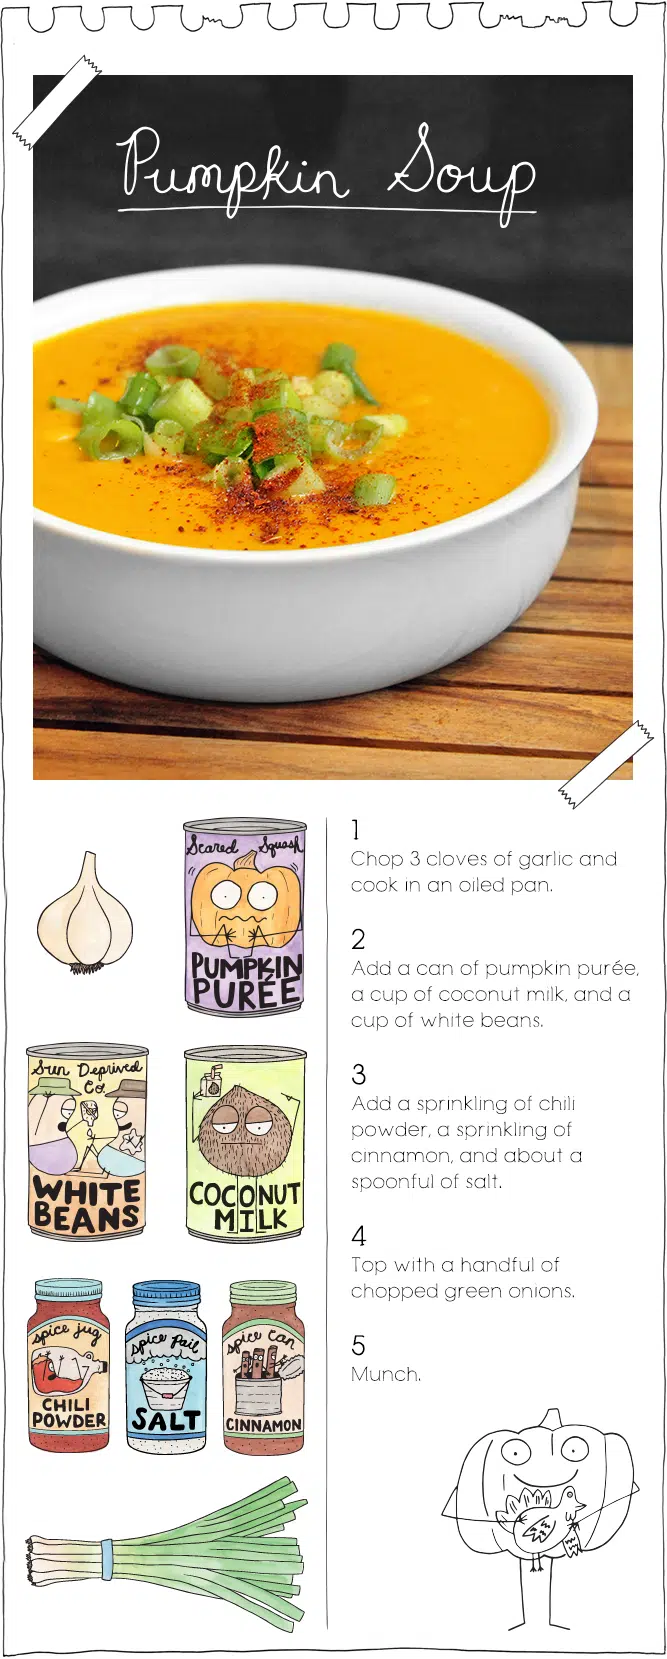 Pumpkin Soup
Scared Squash
PUMPKIN
PURÉE
Sun Deprived
Co.
WHITE
BEANS
COCONUT
MILK
spice jug
CHILI
POWDER
spice pail
SALT
spice can
CINNAMON
1
Chop 3 cloves of garlic and
cook in an oiled pan.
2
Add a can of pumpkin purée,
a cup of coconut milk, and a
cup of white beans.
3
Add a sprinkling of chili
powder, a sprinkling of
cinnamon, and about a
spoonful of salt.
4
Top with a handful of
chopped green onions.
5
Munch.